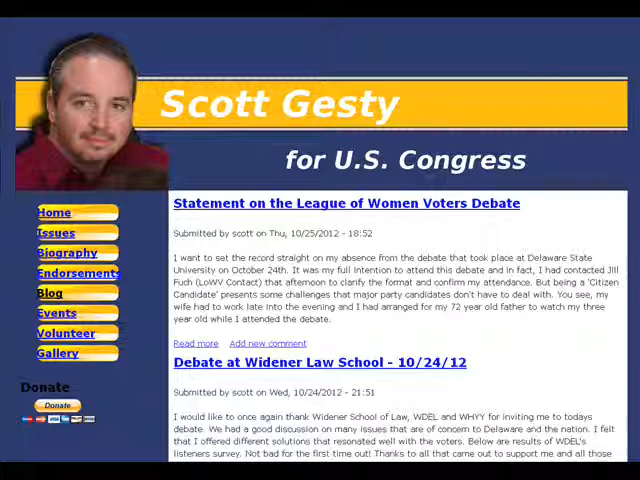 Scott Gesty
for U.S. Congress
Home
Issues
Biography
Endorsements
Blog
Events
Volunteer
Gallery
Donate
Donate
Statement on the League of Women Voters Debate
Submitted by scott on Thu, 10/25/2012 - 18:52
I want to set the record straight on my absence from the debate that took place at Delaware State
University on October 24th. It was my full intention to attend this debate and in fact, I had contacted Jill
Fuch (LoWV Contact) that afternoon to clarify the format and confirm my attendance. But being a 'Citizen
Candidate' presents some challenges that major party candidates don't have to deal with. You see, my
wife had to work late into the evening and I had arranged for my 72 year old father to watch my three
year old while I attended the debate.
Read more Add new comment
Debate at Widener Law School - 10/24/12
Submitted by scott on Wed, 10/24/2012 - 21:51
I would like to once again thank Widener School of Law, WDEL and WHYY for inviting me to todays
debate. We had a good discussion on many issues that are of concern to Delaware and the nation. I felt
that I offered different solutions that resonated well with the voters. Below are results of WDEL's
listeners survey. Not bad for the first time out! Thanks to all that came out to support me and all those